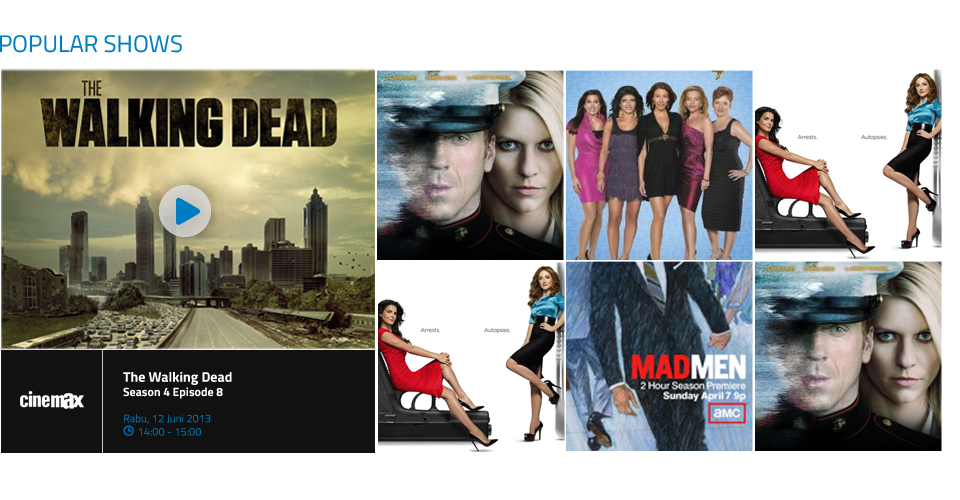 POPULAR SHOWS
THE
WALKING DEAD
cinemax
The Walking Dead
Season 4 Episode 8
Rabu, 12 Juni 2013
14:00 - 15:00
Arrests.
Autopsies.
Arrests.
Autopsies.
MADMEN
2 Hour Season Premiere
Sunday April 7 9p
amc